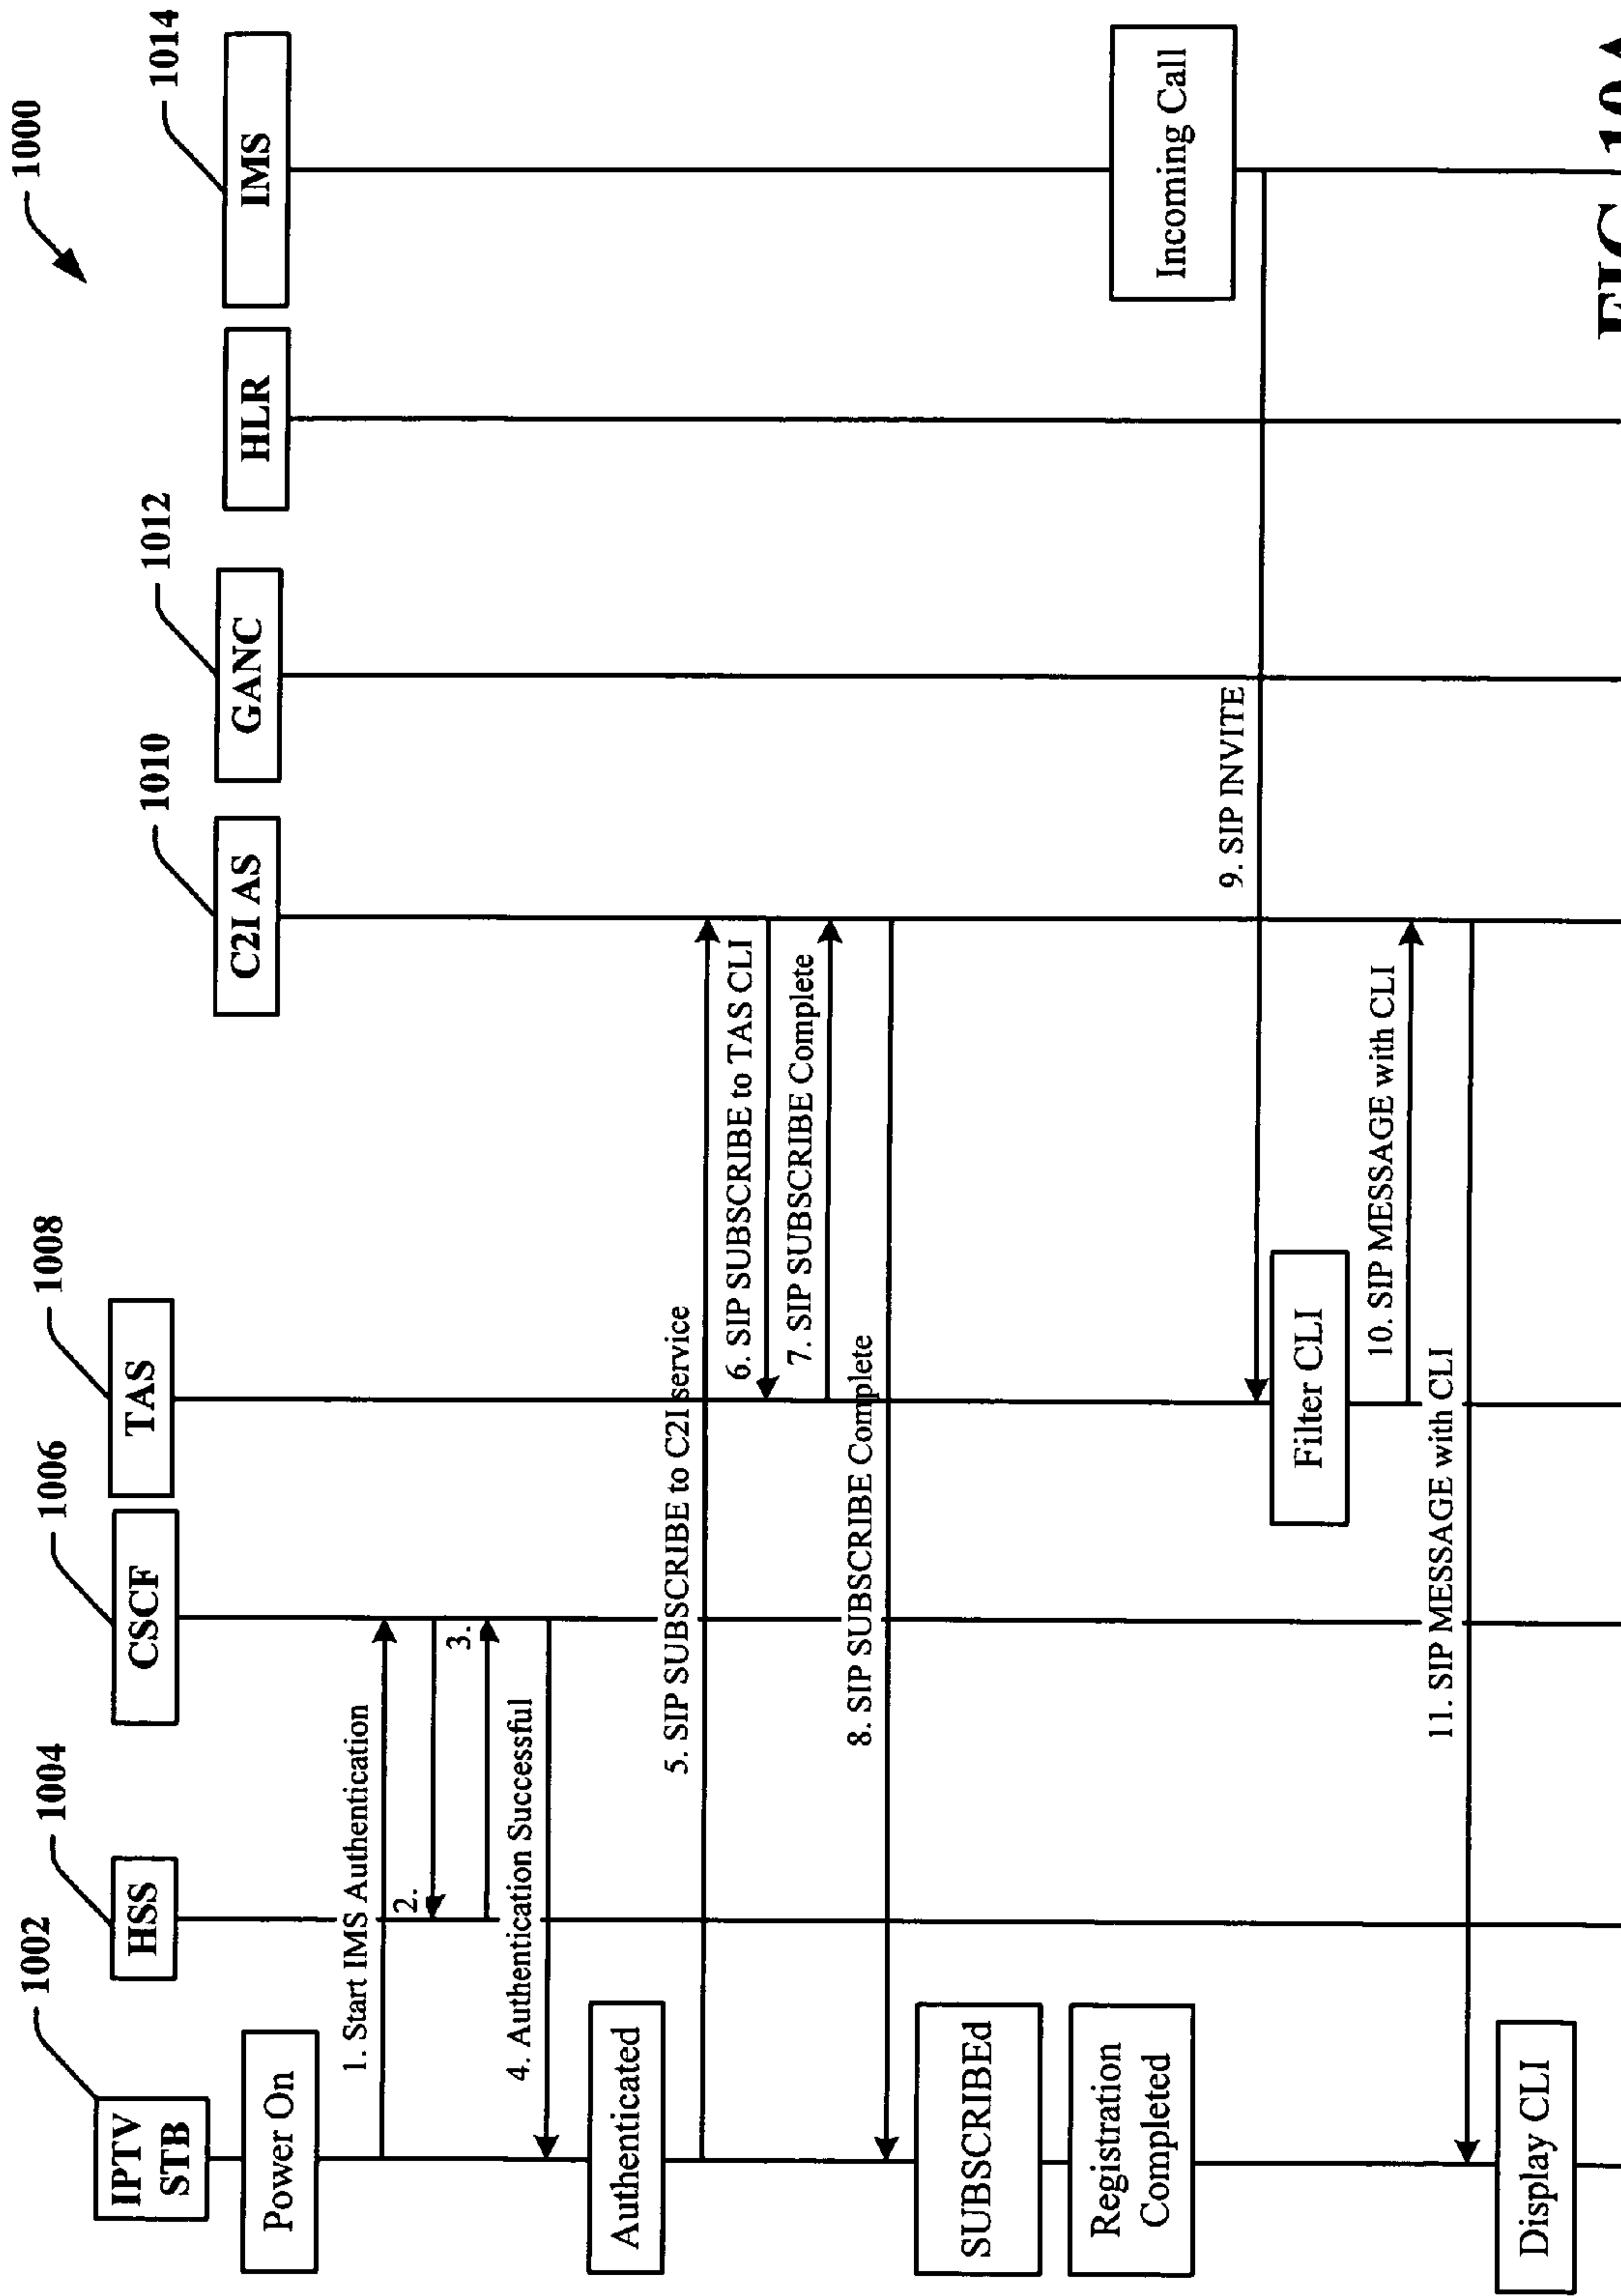 1000
1002
1004
1006
1008
1010
1012
1014
IPTV
STB
HSS
CSCF
TAS
C2I AS
GANC
HLR
IMS
Power On
1. Start IMS Authentication
2.
3.
4. Authentication Successful
Authenticated
5. SIP SUBSCRIBE to C2I service
6. SIP SUBSCRIBE to TAS CLI
7. SIP SUBSCRIBE Complete
8. SIP SUBSCRIBE Complete
SUBSCRIBEd
Registration
Completed
Incoming Call
9. SIP INVITE
Filter CLI
10. SIP MESSAGE with CLI
11. SIP MESSAGE with CLI
Display CLI